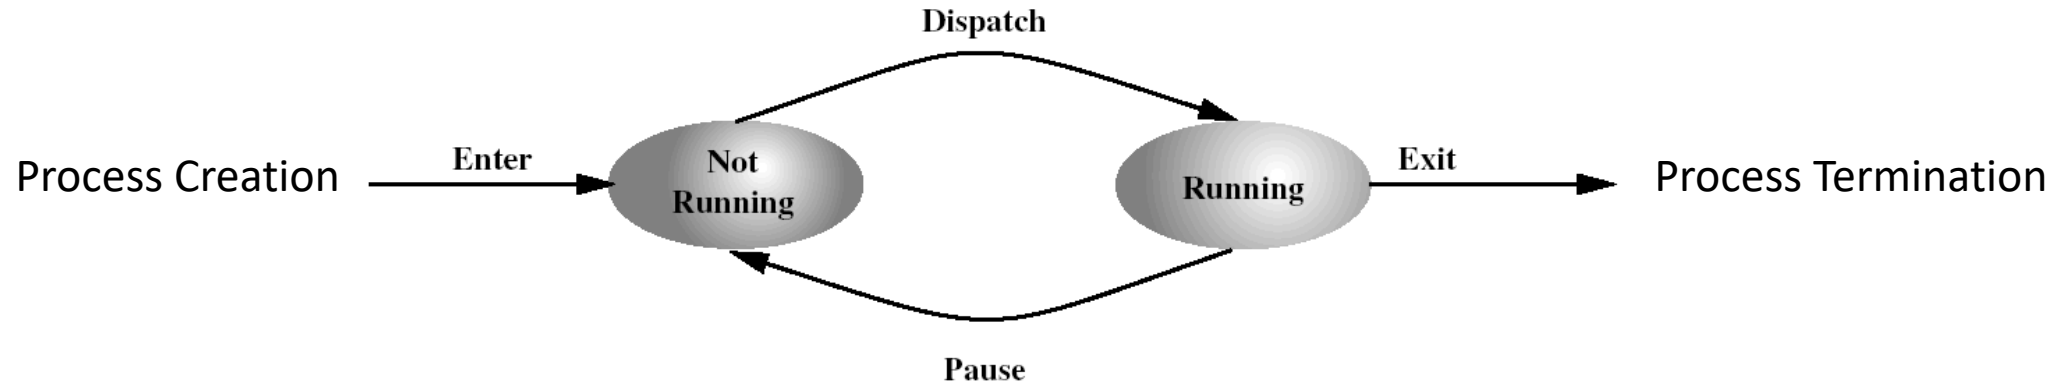 Dispatch
Process Creation
Enter
Not
Running
Running
Exit
Process Termination
Pause